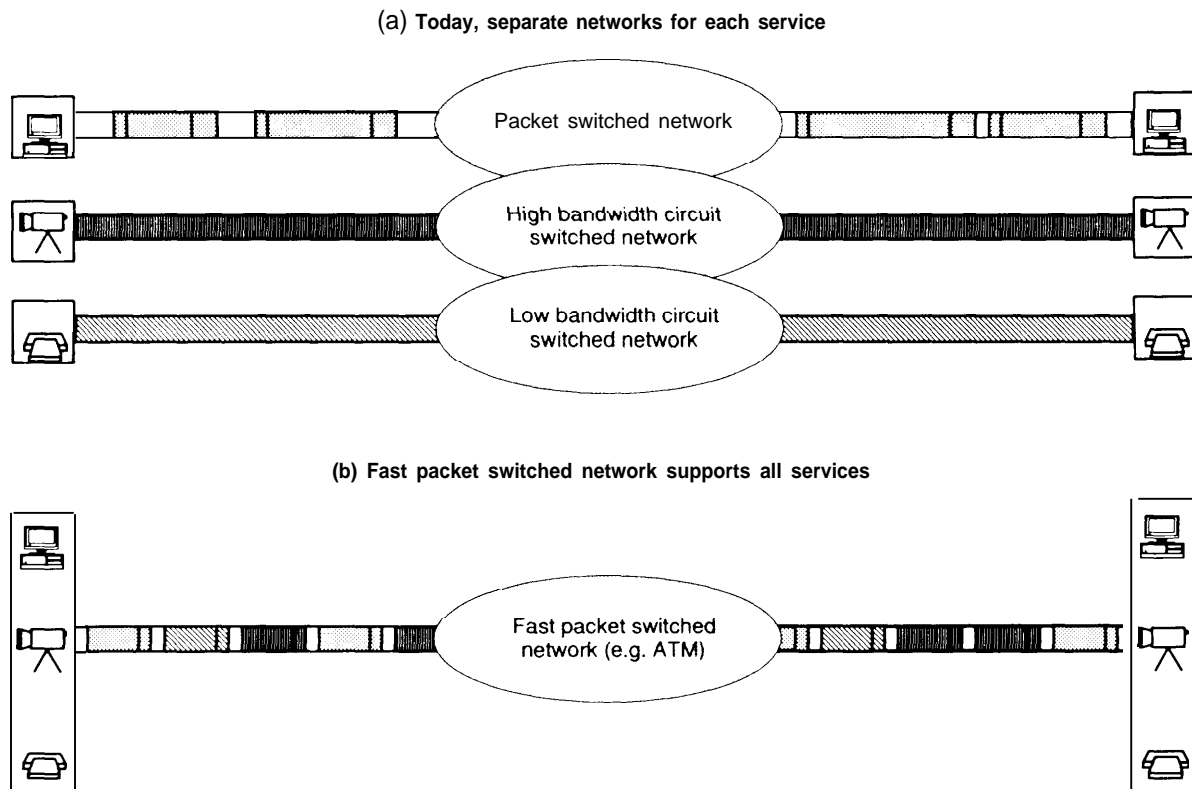 (a) Today, separate networks for each service
Packet switched network
High bandwidth circuit
switched network
Low bandwidth circuit
switched network
(b) Fast packet switched network supports all services
Fast packet switched
network (e.g. ATM)